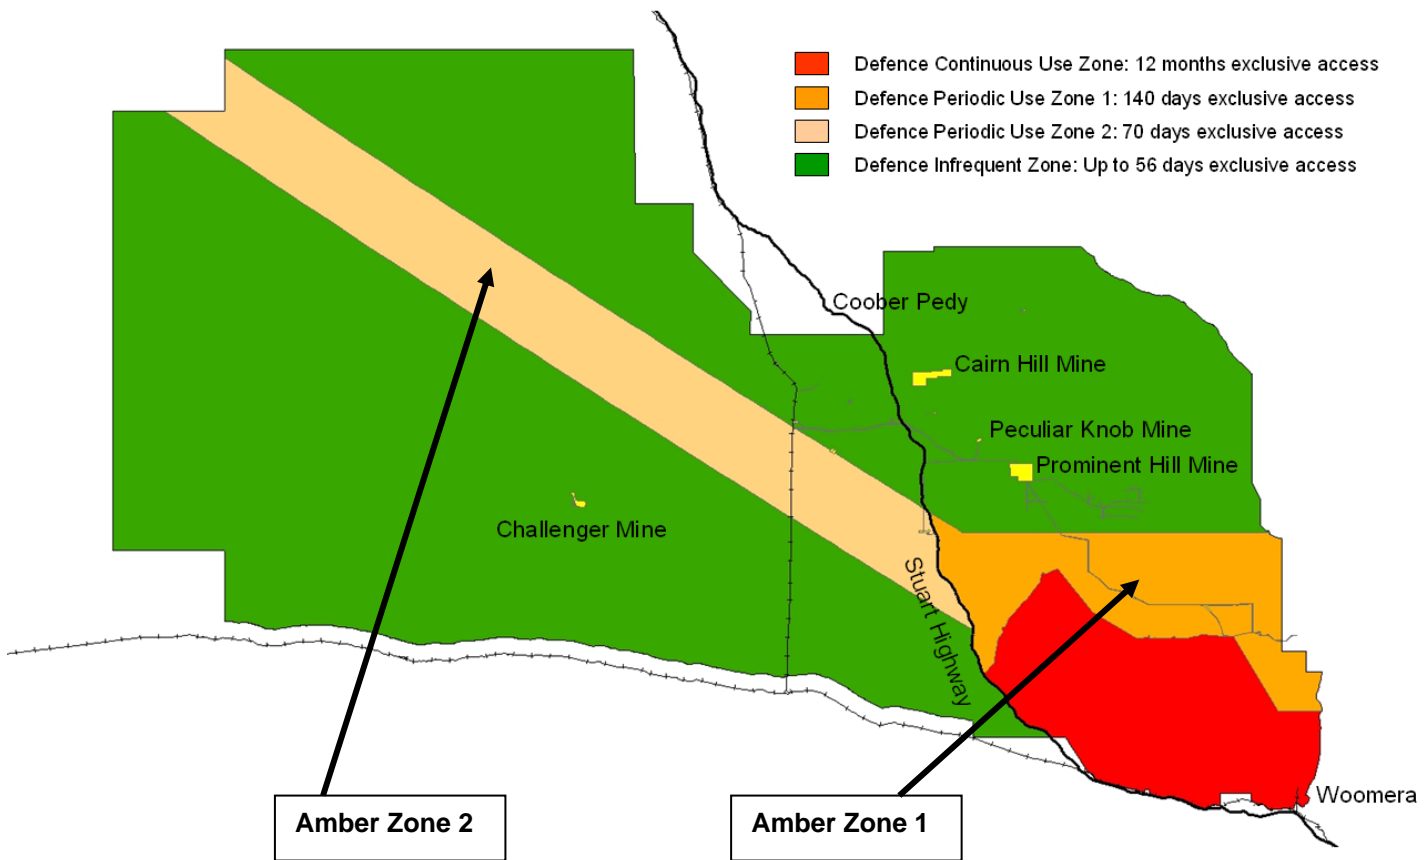 Defence Continuous Use Zone: 12 months exclusive access
Defence Periodic Use Zone 1: 140 days exclusive access
Defence Periodic Use Zone 2: 70 days exclusive access
Defence Infrequent Zone: Up to 56 days exclusive access
Coober Pedy
Cairn Hill Mine
Peculiar Knob Mine
Prominent Hill Mine
Challenger Mine
Stuart Highway
Woomera
Amber Zone 2
Amber Zone 1